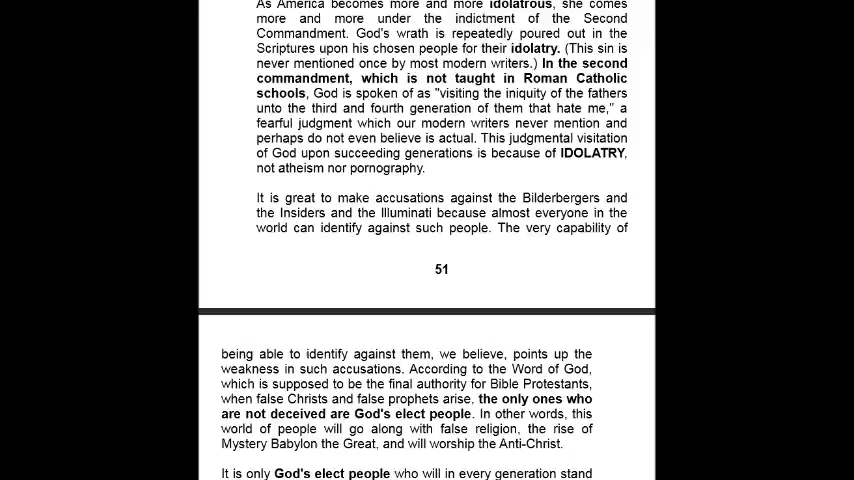 As America becomes more and more idolatrous, she comes
more and more under the indictment of the Second
Commandment. God's wrath is repeatedly poured out in the
Scriptures upon his chosen people for their idolatry. (This sin is
never mentioned once by most modern writers.) In the second
commandment, which is not taught in Roman Catholic
schools, God is spoken of as "visiting the iniquity of the fathers
unto the third and fourth generation of them that hate me," a
fearful judgment which our modern writers never mention and
perhaps do not even believe is actual. This judgmental visitation
of God upon succeeding generations is because of IDOLATRY,
not atheism nor pornography.
It is great to make accusations against the Bilderbergers and
the Insiders and the Illuminati because almost everyone in the
world can identify against such people. The very capability of
51
being able to identify against them, we believe, points up the
weakness in such accusations. According to the Word of God,
which is supposed to be the final authority for Bible Protestants,
when false Christs and false prophets arise, the only ones who
are not deceived are God's elect people. In other words, this
world of people will go along with false religion, the rise of
Mystery Babylon the Great, and will worship the Anti-Christ.
It is only God's elect people who will in every generation stand